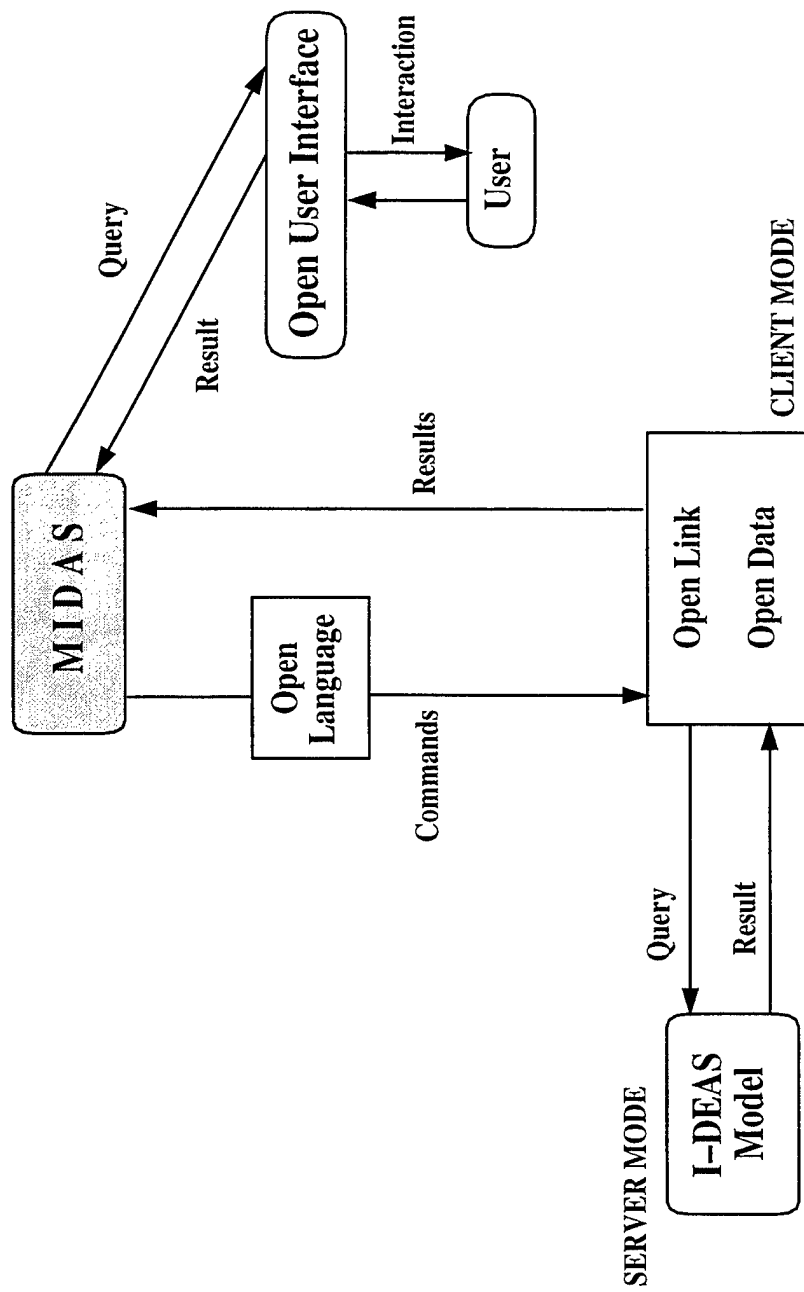 MIDAS
Query
Result
Open User Interface
Interaction
User
Open
Language
Commands
Results
Open Link
Open Data
CLIENT MODE
Query
Result
SERVER MODE
I-DEAS
Model